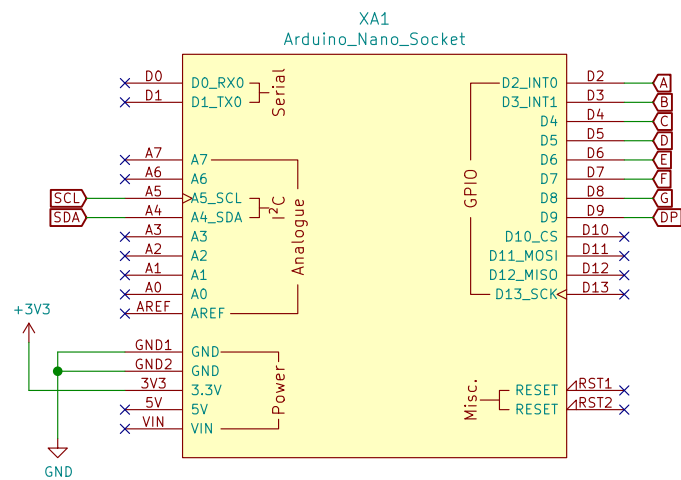 XA1
Arduino_Nano_Socket
D0 D0_RX0
D1 D1_TX0
Serial
A7 A7
A6 A6
SCL A5 A5_SCL
SDA A4 A4_SDA
I²C
A3 A3
A2 A2
A1 A1
A0 A0
AREF AREF
Analogue
+3V3
GND1 GND
GND2 GND
3V3 3.3V
5V 5V
VIN VIN
Power
GND
D2_INT0 D2 A
D3_INT1 D3 B
D4 D4 C
D5 D5 D
D6 D6 E
D7 D7 F
D8 D8 G
D9 D9 DP
D10_CS D10
D11_MOSI D11
D12_MISO D12
D13_SCK D13
GPIO
RESET RST1
RESET RST2
Misc.